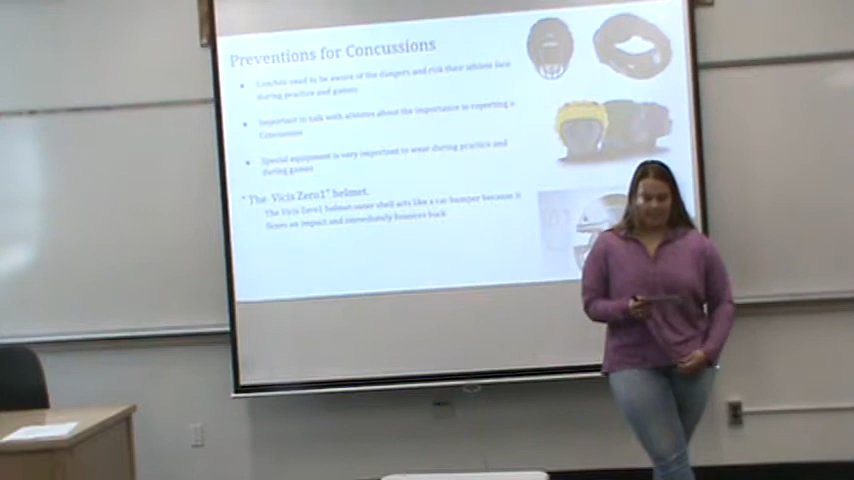 Preventions for Concussions
Coaches need to be aware of the dangers and risk their athlete face
during practice and games
Important to talk with athletes about the importance in reporting a
Concussion
Special equipment is very important to wear during practice and
during games
" The Vicis Zero1" helmet.
The Vicis Zero1 helmet outer shell acts like a car bumper because it
flexes on impact and immediately bounces back